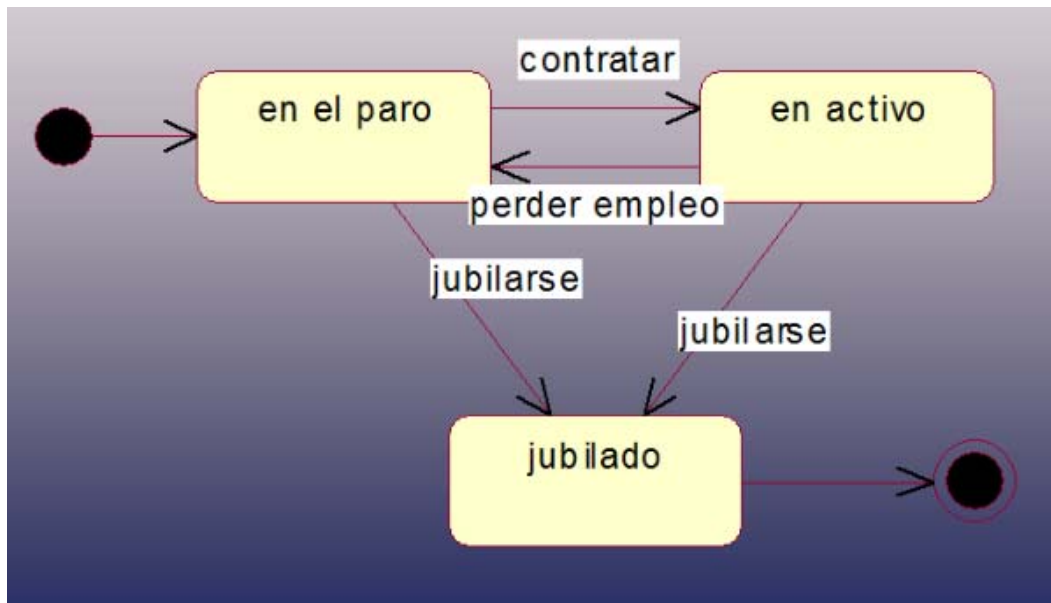 contratar
en el paro
en activo
perder empleo
jubilarse
jubilarse
jubilado